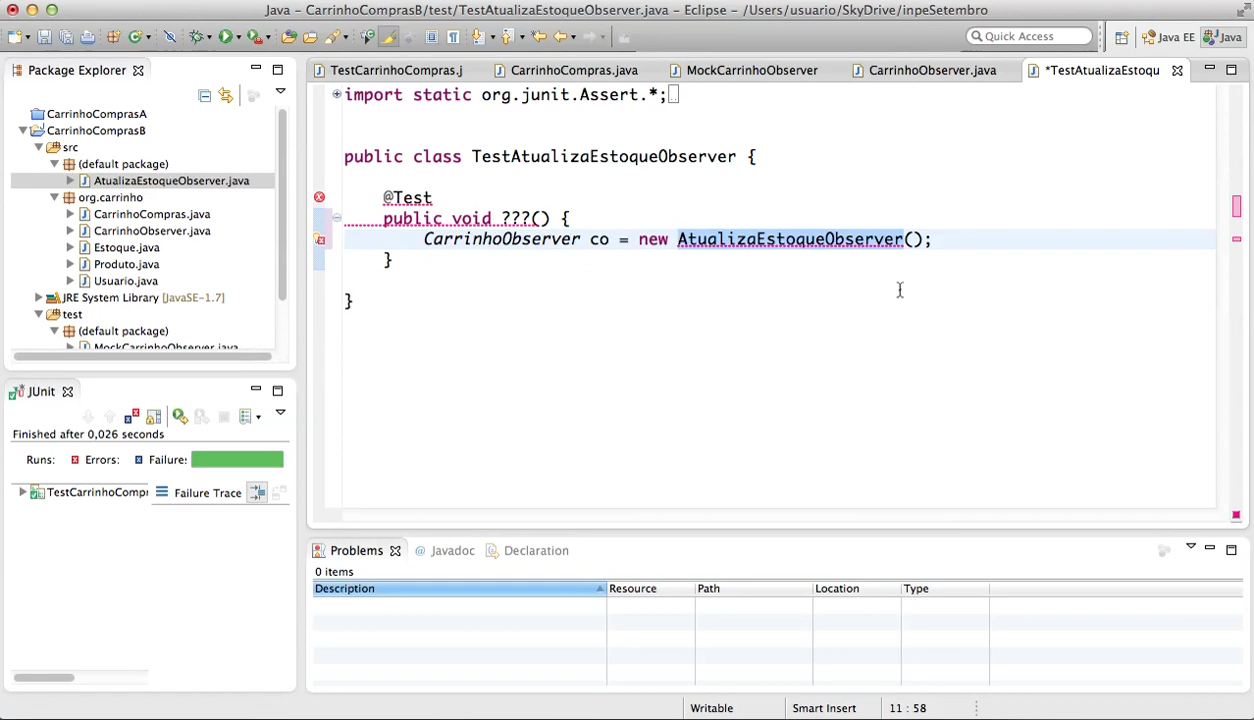 Java - CarrinhoComprasB/test/TestAtualizaEstoqueObserver.java - Eclipse - /Users/usuario/SkyDrive/inpeSetembro
Quick Access
Java EE
Java
Package Explorer
CarrinhoComprasA
CarrinhoComprasB
src
(default package)
AtualizaEstoqueObserver.java
org.carrinho
CarrinhoCompras.java
CarrinhoObserver.java
Estoque.java
Produto.java
Usuario.java
JRE System Library [JavaSE-1.7]
test
(default package)
MockCarrinhoObserver.java
TestCarrinhoCompras.j
CarrinhoCompras.java
MockCarrinhoObserver
CarrinhoObserver.java
*TestAtualizaEstoqu
import static org.junit.Assert.*;
public class TestAtualizaEstoqueObserver {
@Test
public void ???() {
CarrinhoObserver co = new AtualizaEstoqueObserver();
}
}
JUnit
Finished after 0,026 seconds
Runs:
Errors:
Failure:
TestCarrinhoCompr
Failure Trace
Problems
@ Javadoc
Declaration
0 items
Description
Resource
Path
Location
Type
Writable
Smart Insert
11 : 58